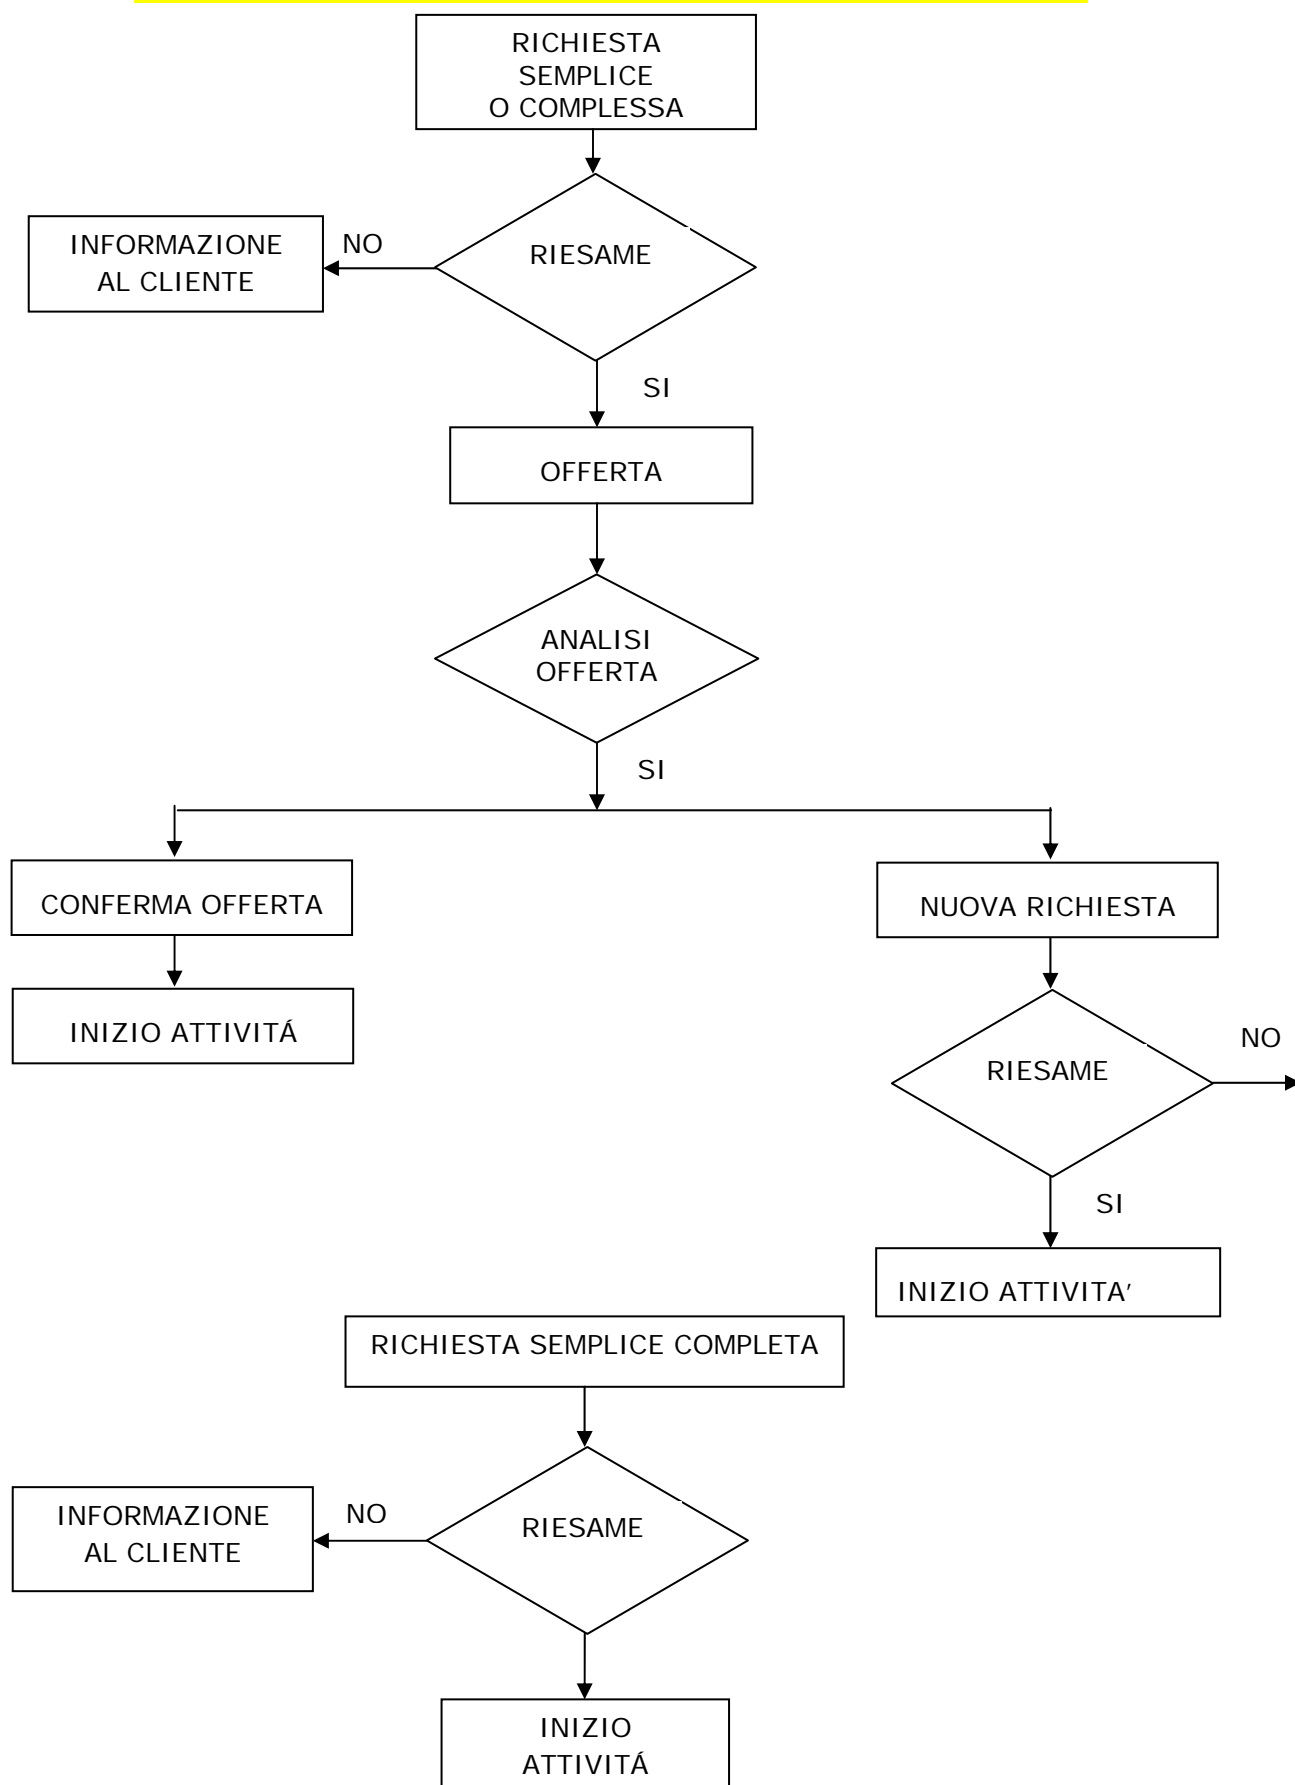 RICHIESTA
SEMPLICE
O COMPLESSA
INFORMAZIONE
AL CLIENTE
NO
RIESAME
SI
OFFERTA
ANALISI
OFFERTA
SI
CONFERMA OFFERTA
NUOVA RICHIESTA
INIZIO ATTIVITÁ
RIESAME
NO
SI
INIZIO ATTIVITA’
RICHIESTA SEMPLICE COMPLETA
INFORMAZIONE
AL CLIENTE
NO
RIESAME
INIZIO
ATTIVITÁ